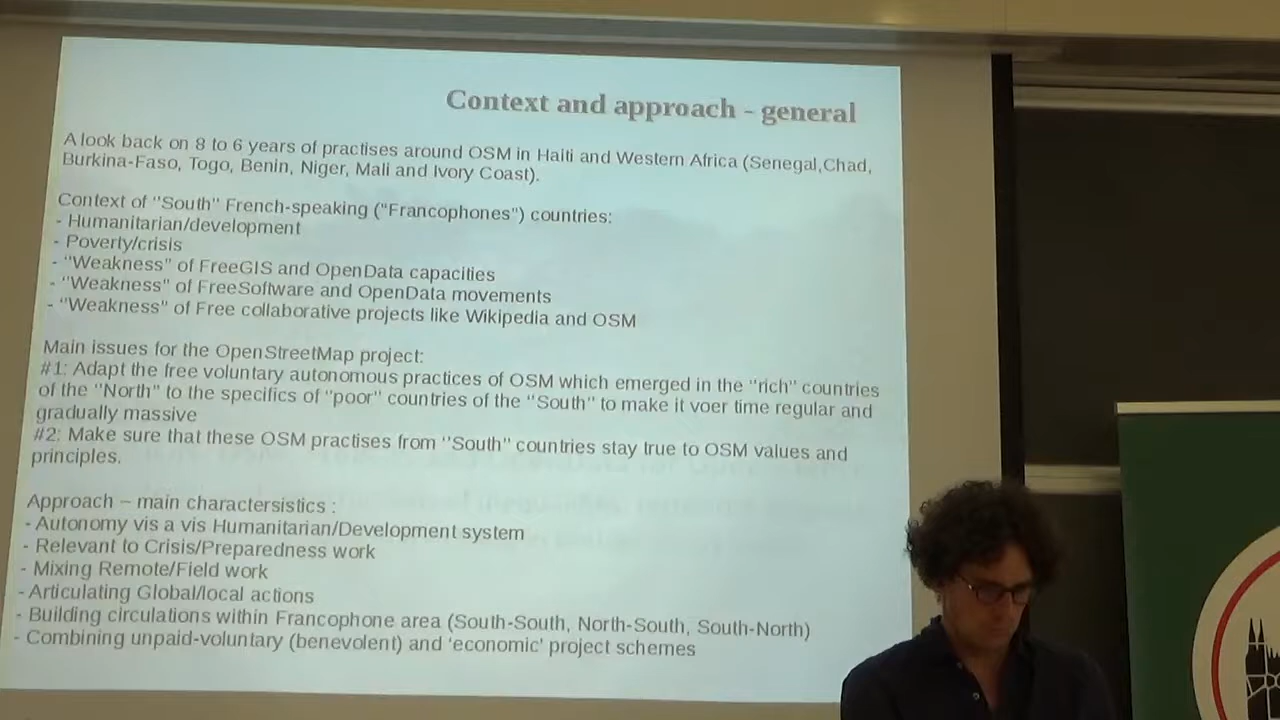 Context and approach - general
A look back on 8 to 6 years of practises around OSM in Haiti and Western Africa (Senegal,Chad,
Burkina-Faso, Togo, Benin, Niger, Mali and Ivory Coast).
Context of "South" French-speaking ("Francophones") countries:
- Humanitarian/development
- Poverty/crisis
- "Weakness" of FreeGIS and OpenData capacities
- "Weakness" of FreeSoftware and OpenData movements
- "Weakness" of Free collaborative projects like Wikipedia and OSM
Main issues for the OpenStreetMap project:
#1: Adapt the free voluntary autonomous practices of OSM which emerged in the "rich" countries
of the "North" to the specifics of "poor" countries of the "South" to make it voer time regular and
gradually massive
#2: Make sure that these OSM practises from "South" countries stay true to OSM values and
principles.
Approach – main charactersistics :
- Autonomy vis a vis Humanitarian/Development system
- Relevant to Crisis/Preparedness work
- Mixing Remote/Field work
- Articulating Global/local actions
- Building circulations within Francophone area (South-South, North-South, South-North)
- Combining unpaid-voluntary (benevolent) and 'economic' project schemes